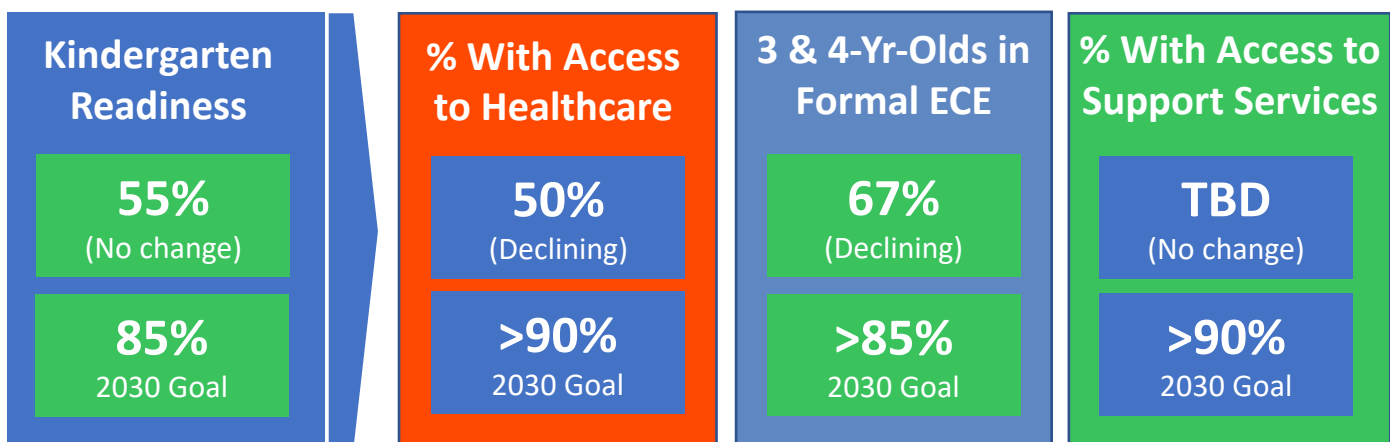 Kindergarten
Readiness
55%
(No change)
85%
2030 Goal
% With Access
to Healthcare
50%
(Declining)
>90%
2030 Goal
3 & 4-Yr-Olds in
Formal ECE
67%
(Declining)
>85%
2030 Goal
% With Access to
Support Services
TBD
(No change)
>90%
2030 Goal